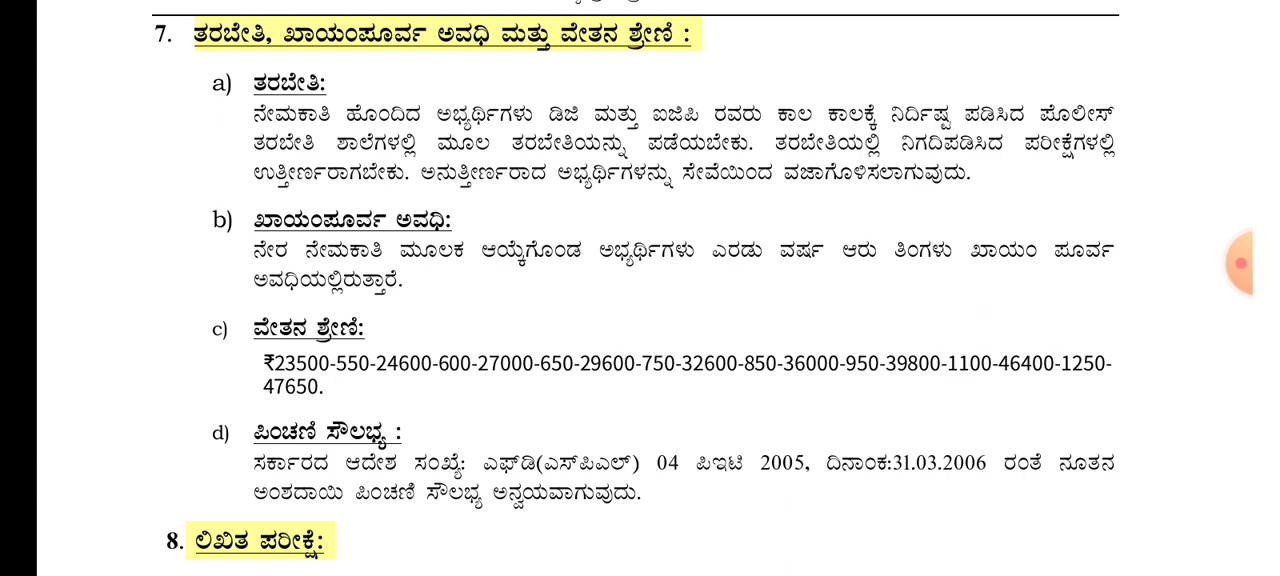 7. ತರಬೇತಿ, ಖಾಯಂಪೂರ್ವ ಅವಧಿ ಮತ್ತು ವೇತನ ಶ್ರೇಣಿ :
a) ತರಬೇತಿ:
ನೇಮಕಾತಿ ಹೊಂದಿದ ಅಭ್ಯರ್ಥಿಗಳು ಡಿಜಿ ಮತ್ತು ಐಜಿಪಿ ರವರು ಕಾಲ ಕಾಲಕ್ಕೆ ನಿರ್ದಿಷ್ಟ ಪಡಿಸಿದ ಪೊಲೀಸ್
ತರಬೇತಿ ಶಾಲೆಗಳಲ್ಲಿ ಮೂಲ ತರಬೇತಿಯನ್ನು ಪಡೆಯಬೇಕು. ತರಬೇತಿಯಲ್ಲಿ ನಿಗದಿಪಡಿಸಿದ ಪರೀಕ್ಷೆಗಳಲ್ಲಿ
ಉತ್ತೀರ್ಣರಾಗಬೇಕು. ಅನುತ್ತೀರ್ಣರಾದ ಅಭ್ಯರ್ಥಿಗಳನ್ನು ಸೇವೆಯಿಂದ ವಜಾಗೊಳಿಸಲಾಗುವುದು.
b) ಖಾಯಂಪೂರ್ವ ಅವಧಿ:
ನೇರ ನೇಮಕಾತಿ ಮೂಲಕ ಆಯ್ಕೆಗೊಂಡ ಅಭ್ಯರ್ಥಿಗಳು ಎರಡು ವರ್ಷ ಆರು ತಿಂಗಳು ಖಾಯಂ ಪೂರ್ವ
ಅವಧಿಯಲ್ಲಿರುತ್ತಾರೆ.
c) ವೇತನ ಶ್ರೇಣಿ:
₹23500-550-24600-600-27000-650-29600-750-32600-850-36000-950-39800-1100-46400-1250-
47650.
d) ಪಿಂಚಣಿ ಸೌಲಭ್ಯ :
ಸರ್ಕಾರದ ಆದೇಶ ಸಂಖ್ಯೆ: ಎಫ್‌ಡಿ(ಎಸ್‌ಪಿಎಲ್) 04 ಪಿಇಟಿ 2005, ದಿನಾಂಕ:31.03.2006 ರಂತೆ ನೂತನ
ಅಂಶದಾಯಿ ಪಿಂಚಣಿ ಸೌಲಭ್ಯ ಅನ್ವಯವಾಗುವುದು.
8. ಲಿಖಿತ ಪರೀಕ್ಷೆ: